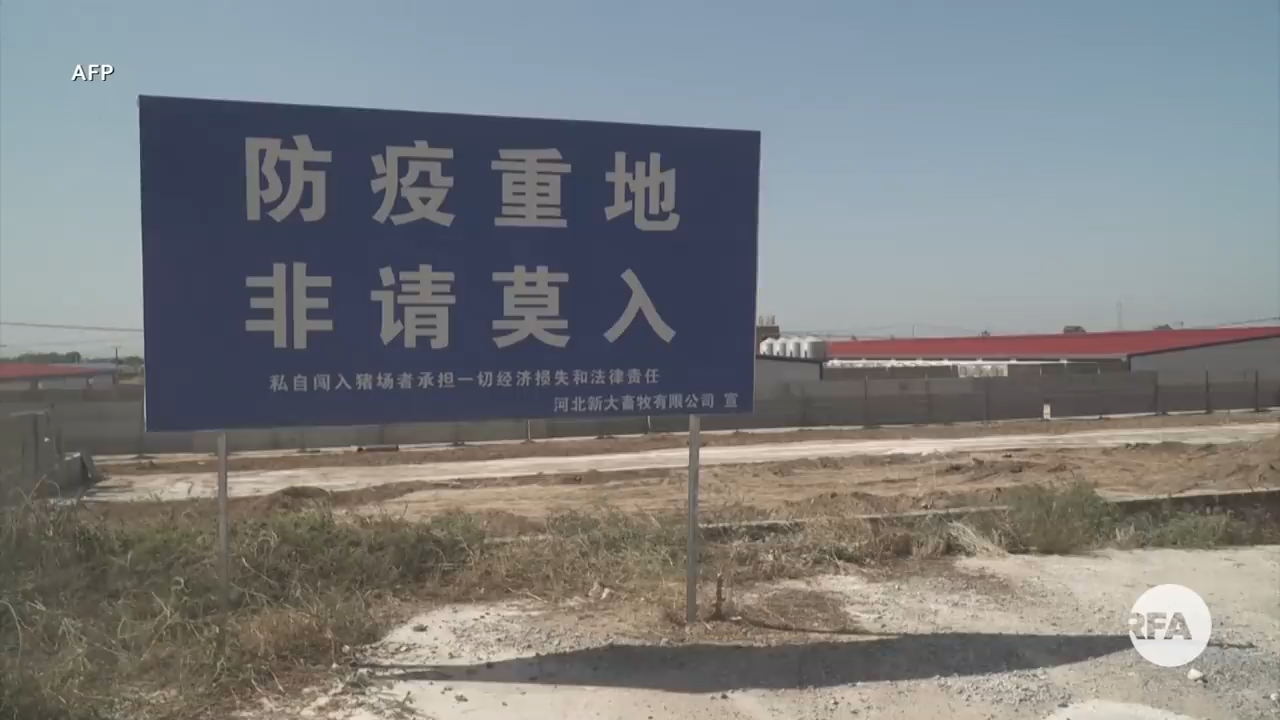 AFP
防疫重地
非请莫入
私自闯入猪场者承担一切经济损失和法律责任
河北新大畜牧有限公司 宣
RFA